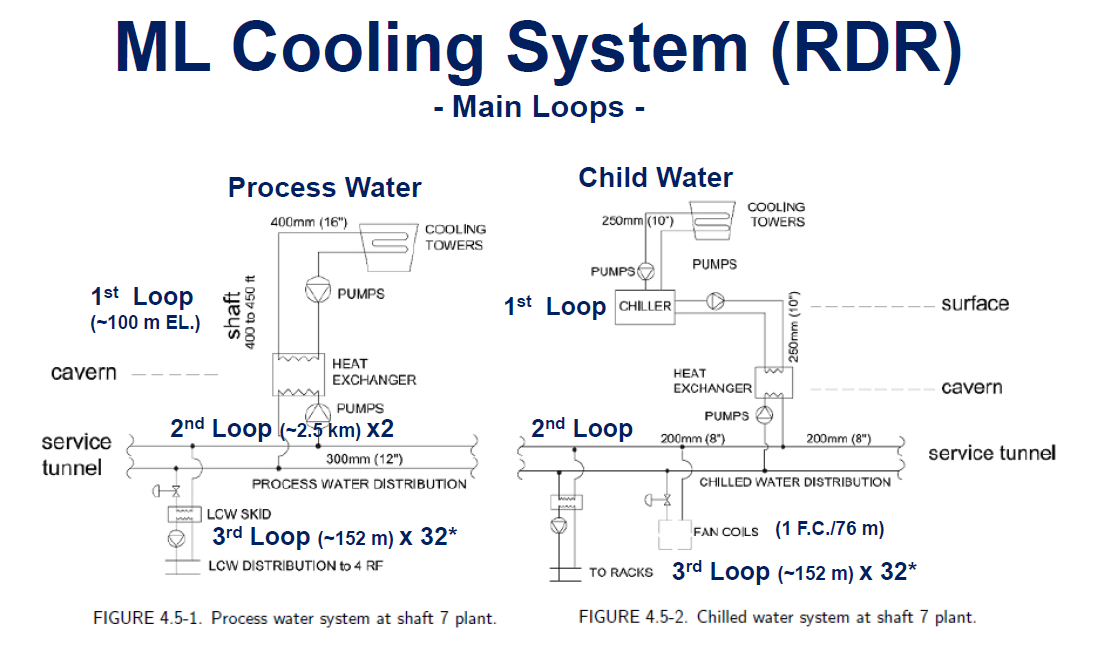 ML Cooling System (RDR)
- Main Loops -
Process Water
400mm (16")
COOLING
TOWERS
PUMPS
1st Loop
(~100 m EL.)
shaft
400 to 450 ft
cavern
HEAT
EXCHANGER
PUMPS
2nd Loop (~2.5 km) x2
service
tunnel
300mm (12")
PROCESS WATER DISTRIBUTION
LCW SKID
3rd Loop (~152 m) x 32*
LCW DISTRIBUTION to 4 RF
FIGURE 4.5-1. Process water system at shaft 7 plant.
Child Water
250mm (10")
COOLING
TOWERS
PUMPS
PUMPS
1st Loop
CHILLER
250mm (10")
surface
HEAT
EXCHANGER
cavern
PUMPS
2nd Loop
200mm (8")
200mm (8")
service tunnel
CHILLED WATER DISTRIBUTION
FAN COILS
(1 F.C./76 m)
TO RACKS
3rd Loop (~152 m) x 32*
FIGURE 4.5-2. Chilled water system at shaft 7 plant.